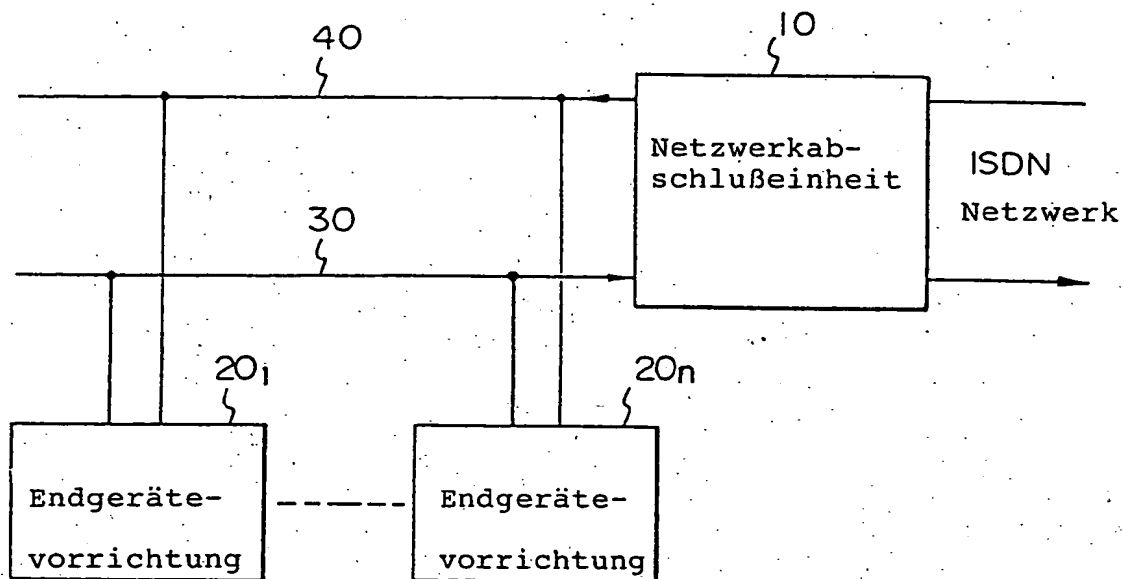 40
10
Netzwerkab-
schlußeinheit
ISDN
Netzwerk
30
20₁
20n
Endgeräte-
vorrichtung
Endgeräte-
vorrichtung